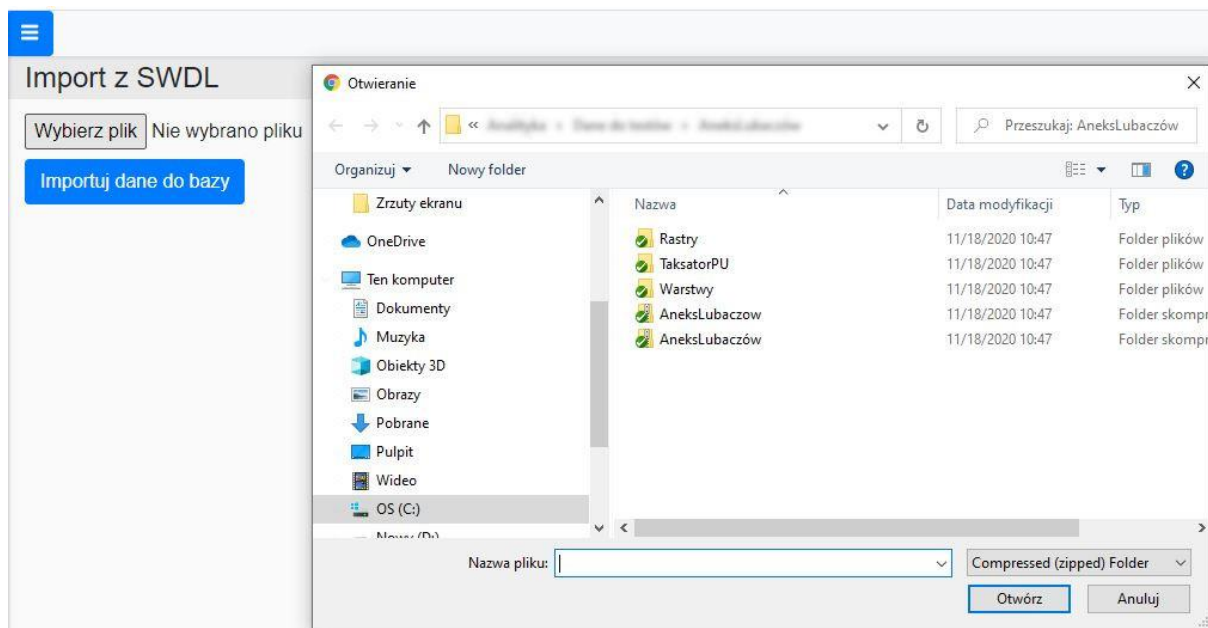 Import z SWDL
Wybierz plik Nie wybrano pliku
Importuj dane do bazy
Otwieranie
« Przeszukaj: AneksLubaczów
Organizuj Nowy folder
Zrzuty ekranu
OneDrive
Ten komputer
Dokumenty
Muzyka
Obiekty 3D
Obrazy
Pobrane
Pulpit
Wideo
OS (C:)
Nowy (D:)
Nazwa Data modyfikacji Typ
Rastry 11/18/2020 10:47 Folder plików
TaksatorPU 11/18/2020 10:47 Folder plików
Warstwy 11/18/2020 10:47 Folder plików
AneksLubaczow 11/18/2020 10:47 Folder skompr
AneksLubaczów 11/18/2020 10:47 Folder skompr
Nazwa pliku: Compressed (zipped) Folder
Otwórz Anuluj